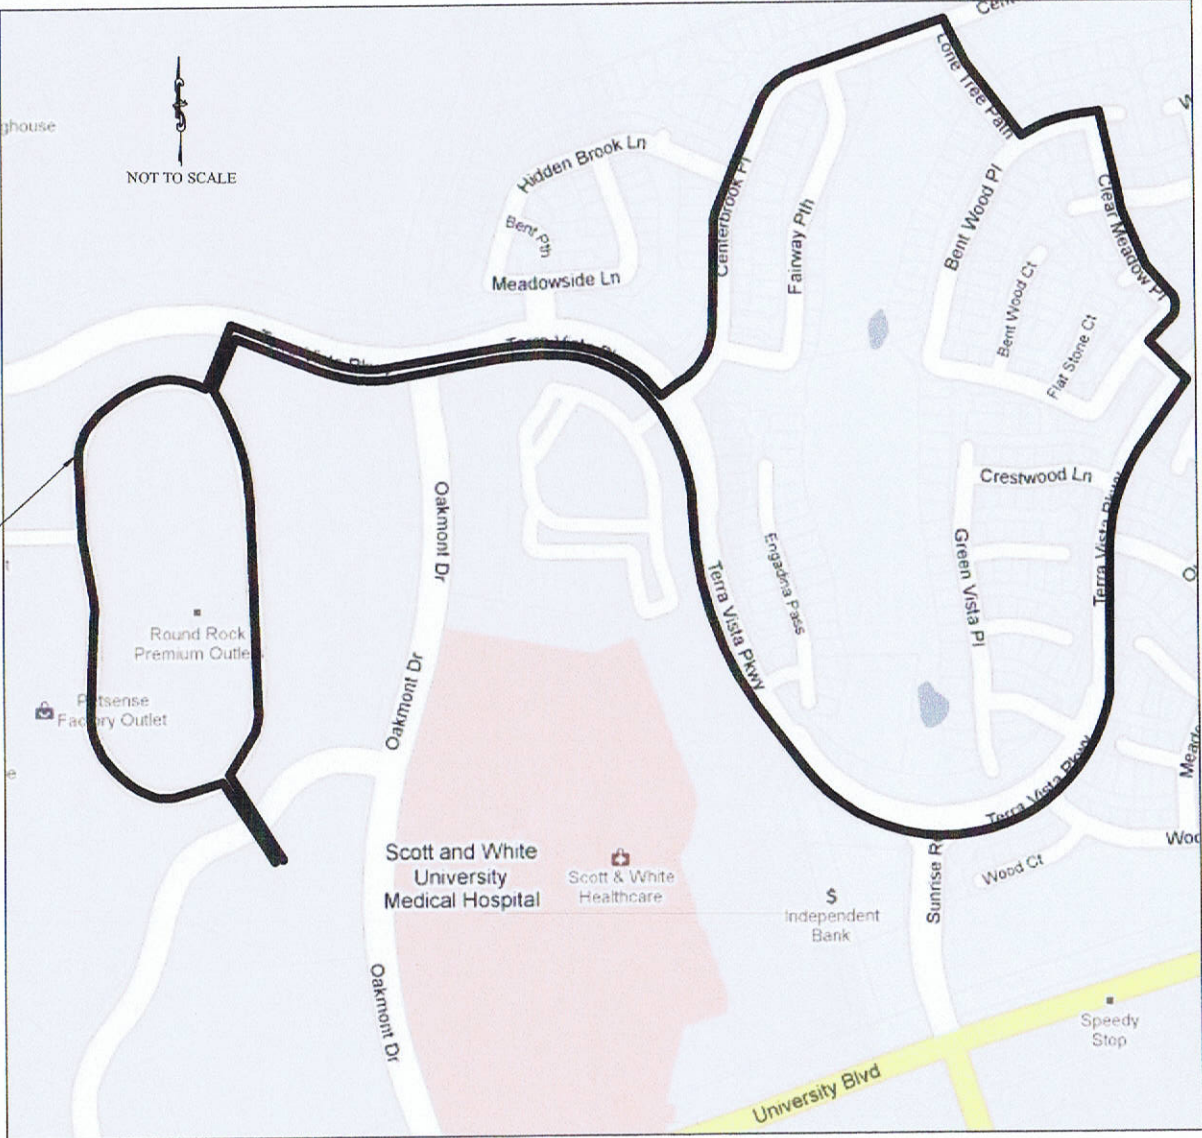 Lone Tree Path
ghouse
NOT TO SCALE
Hidden Brook Ln
Bent Pth
Meadowside Ln
Centerbrook Pl
Fairway Pth
Bent Wood Pl
Clear Meadow Pl
Bent Wood Ct
Flat Stone Ct
Crestwood Ln
Oakmont Dr
Terra Vista Pkwy
Engadina Pass
Green Vista Pl
Terra Vista Pkwy
Round Rock
Premium Outle
Oakmont Dr
Factory Outlet
Terra Vista Pkwy
Scott and White
University
Medical Hospital
Scott & White
Healthcare
Independent
Bank
Sunrise R
Wood Ct
Woo
Oakmont Dr
Speedy
Stop
University Blvd